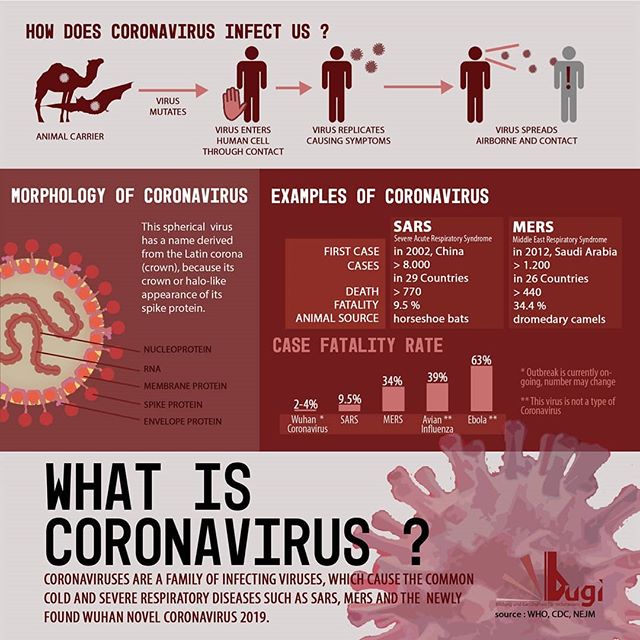 HOW DOES CORONAVIRUS INFECT US ?
ANIMAL CARRIER
VIRUS
MUTATES
VIRUS ENTERS
HUMAN CELL
THROUGH CONTACT
VIRUS REPLICATES
CAUSING SYMPTOMS
VIRUS SPREADS
AIRBORNE AND CONTACT
!
MORPHOLOGY OF CORONAVIRUS
This spherical virus
has a name derived
from the Latin corona
(crown), because its
crown or halo-like
appearance of its
spike protein.
NUCLEOPROTEIN
RNA
MEMBRANE PROTEIN
SPIKE PROTEIN
ENVELOPE PROTEIN
EXAMPLES OF CORONAVIRUS
SARS MERS
Severe Acute Respiratory Syndrome Middle East Respiratory Syndrome
FIRST CASE in 2002, China in 2012, Saudi Arabia
CASES > 8.000 > 1.200
in 29 Countries in 26 Countries
DEATH > 770 > 440
FATALITY 9.5 % 34.4 %
ANIMAL SOURCE horseshoe bats dromedary camels
CASE FATALITY RATE
2-4% 9.5% 34% 39% 63%
Wuhan * SARS MERS Avian ** Ebola **
Coronavirus Influenza
* Outbreak is currently on-
going, number may change
** This virus is not a type of
Coronavirus
WHAT IS
CORONAVIRUS ?
CORONAVIRUSES ARE A FAMILY OF INFECTING VIRUSES, WHICH CAUSE THE COMMON
COLD AND SEVERE RESPIRATORY DISEASES SUCH AS SARS, MERS AND THE NEWLY
FOUND WUHAN NOVEL CORONAVIRUS 2019.
bugi
source : WHO, CDC, NEJM